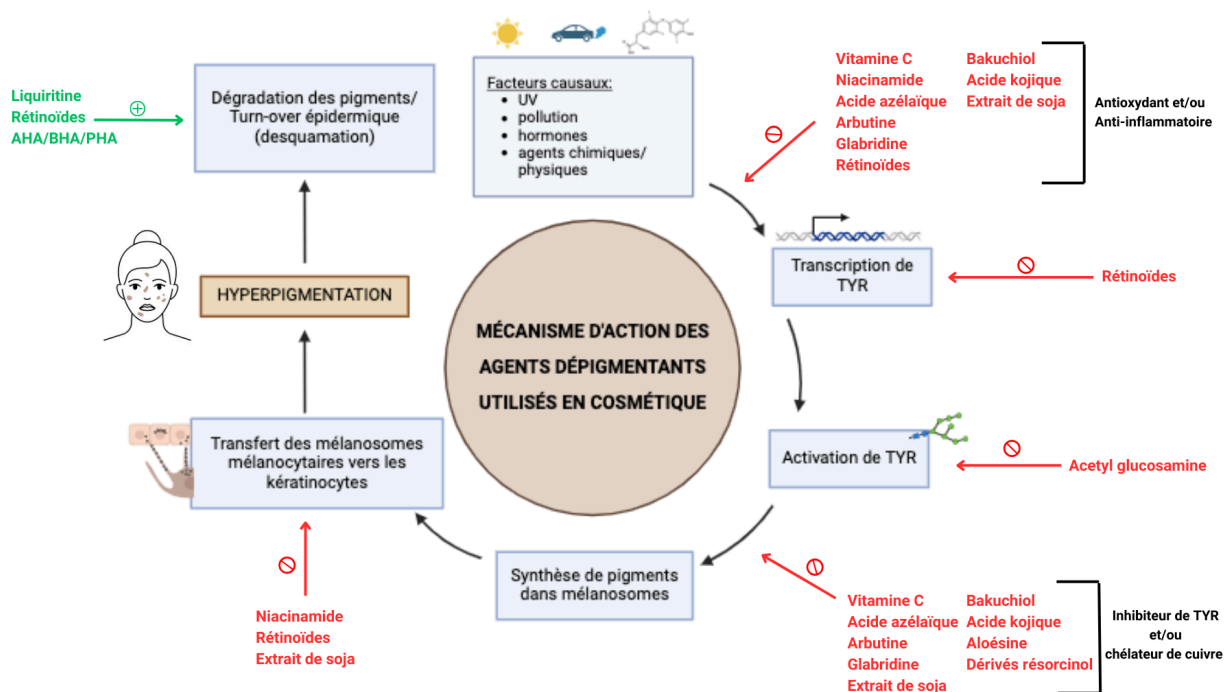 Facteurs causaux:
• UV
• pollution
• hormones
• agents chimiques/
physiques
Vitamine C
Niacinamide
Acide azélaïque
Arbutine
Glabridine
Rétinoïdes
Bakuchiol
Acide kojique
Extrait de soja
Antioxydant et/ou
Anti-inflammatoire
Transcription de
TYR
Rétinoïdes
Activation de TYR
Acetyl glucosamine
Vitamine C
Acide azélaïque
Arbutine
Glabridine
Extrait de soja
Bakuchiol
Acide kojique
Aloésine
Dérivés résorcinol
Inhibiteur de TYR
et/ou
chélateur de cuivre
Synthèse de pigments
dans mélanosomes
Transfert des mélanosomes
mélanocytaires vers les
kératinocytes
Niacinamide
Rétinoïdes
Extrait de soja
HYPERPIGMENTATION
Dégradation des pigments/
Turn-over épidermique
(desquamation)
Liquiritine
Rétinoïdes
AHA/BHA/PHA
MÉCANISME D'ACTION DES
AGENTS DÉPIGMENTANTS
UTILISÉS EN COSMÉTIQUE